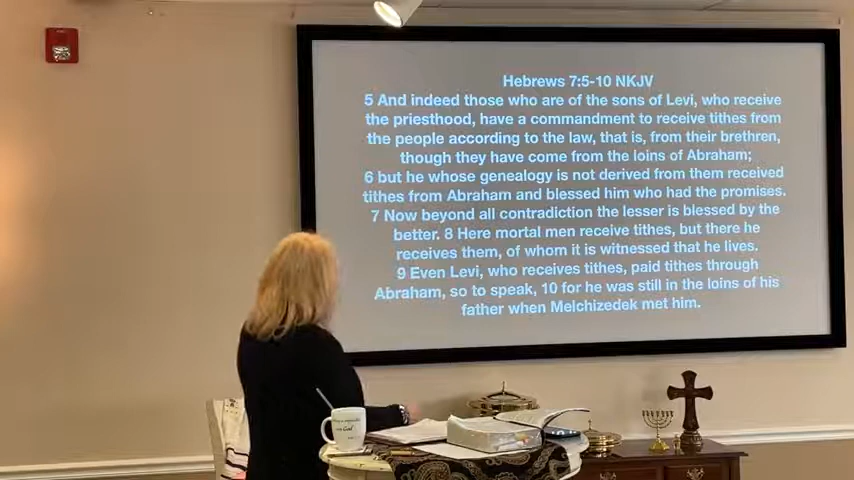 Hebrews 7:5-10 NKJV
5 And indeed those who are of the sons of Levi, who receive
the priesthood, have a commandment to receive tithes from
the people according to the law, that is, from their brethren,
though they have come from the loins of Abraham;
6 but he whose genealogy is not derived from them received
tithes from Abraham and blessed him who had the promises.
7 Now beyond all contradiction the lesser is blessed by the
better. 8 Here mortal men receive tithes, but there he
receives them, of whom it is witnessed that he lives.
9 Even Levi, who receives tithes, paid tithes through
Abraham, so to speak, 10 for he was still in the loins of his
father when Melchizedek met him.
God